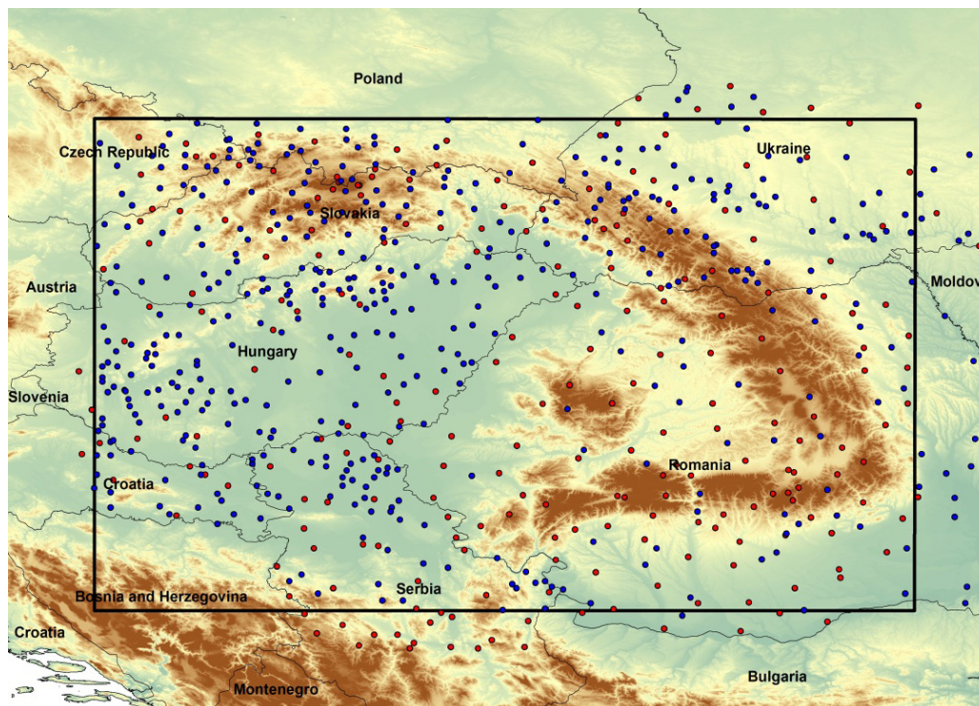 Poland
Czech Republic
Ukraine
Slovakia
Austria
Moldov
Hungary
Slovenia
Romania
Croatia
Serbia
Bosnia and Herzegovina
Croatia
Bulgaria
Montenegro